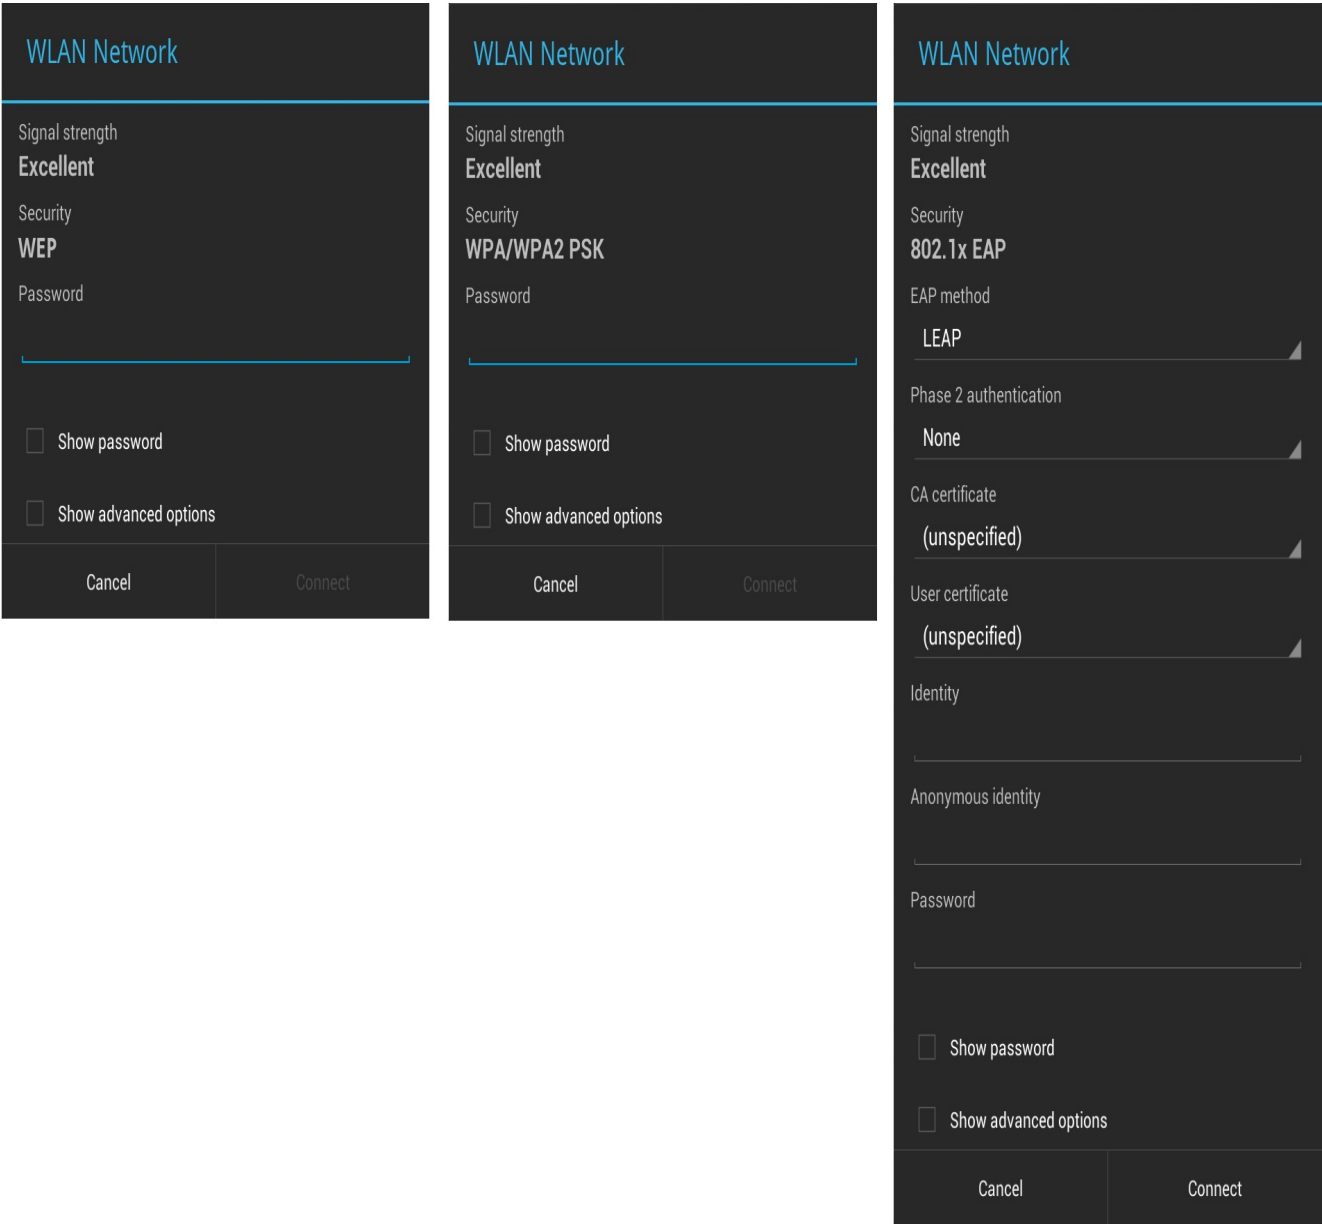 WLAN Network
Signal strength
Excellent
Security
WEP
Password
Show password
Show advanced options
Cancel
Connect
WLAN Network
Signal strength
Excellent
Security
WPA/WPA2 PSK
Password
Show password
Show advanced options
Cancel
Connect
WLAN Network
Signal strength
Excellent
Security
802.1x EAP
EAP method
LEAP
Phase 2 authentication
None
CA certificate
(unspecified)
User certificate
(unspecified)
Identity
Anonymous identity
Password
Show password
Show advanced options
Cancel
Connect